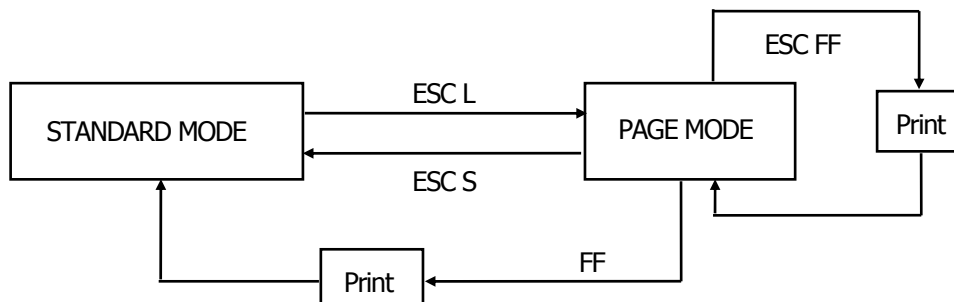 ESC FF
ESC L
STANDARD MODE
PAGE MODE
Print
ESC S
FF
Print